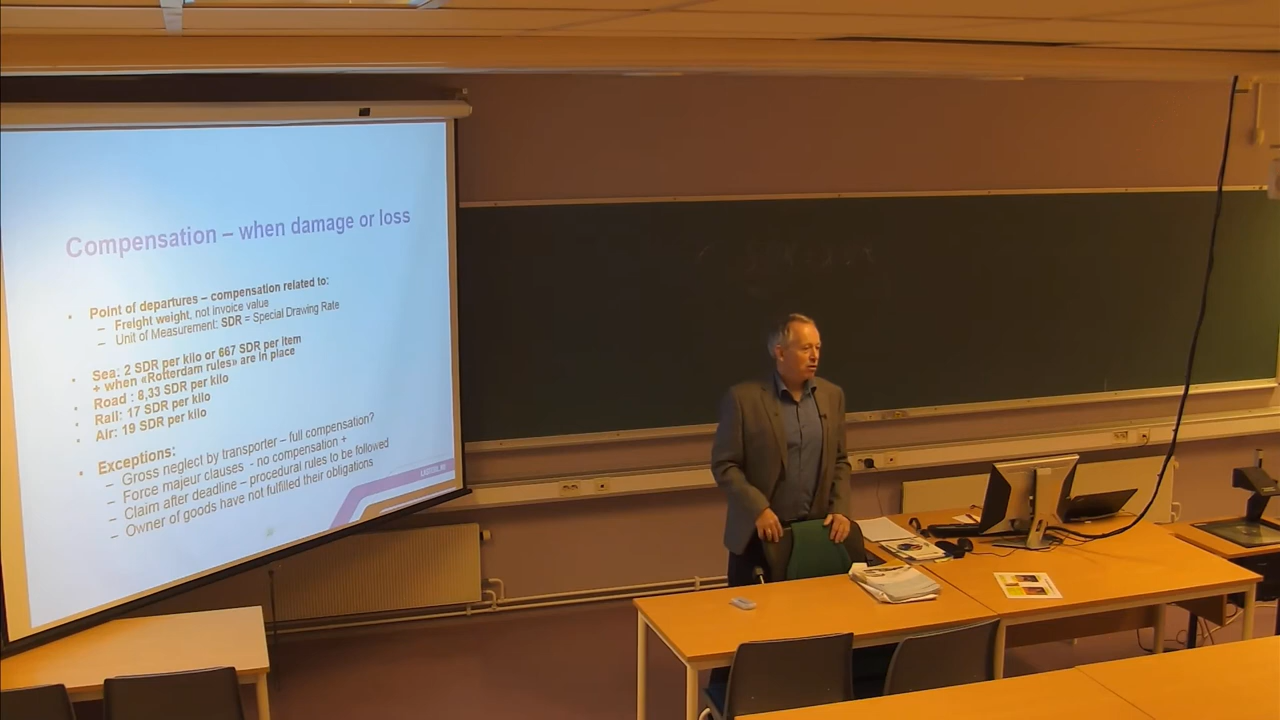 Compensation – when damage or loss
• Point of departures – compensation related to:
– Freight weight, not invoice value
– Unit of Measurement: SDR = Special Drawing Rate
• Sea: 2 SDR per kilo or 667 SDR per item
+ when «Rotterdam rules» are in place
• Road : 8,33 SDR per kilo
• Rail: 17 SDR per kilo
• Air: 19 SDR per kilo
• Exceptions:
– Gross neglect by transporter – full compensation?
– Force majeur clauses - no compensation +
– Claim after deadline – procedural rules to be followed
– Owner of goods have not fulfilled their obligations